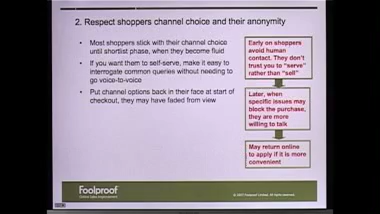 2. Respect shoppers channel choice and their anonymity
• Most shoppers stick with their channel choice
until shortlist phase, when they become fluid
• If you want them to self-serve, make it easy to
interrogate common queries without needing to
go voice-to-voice
• Put channel options back in their face at start of
checkout, they may have faded from view
Early on shoppers
avoid human
contact. They don't
trust you to "serve"
rather than "sell"
Later, when
specific issues may
block the purchase,
they are more
willing to talk
May return online
to apply if it is more
convenient
Foolproof